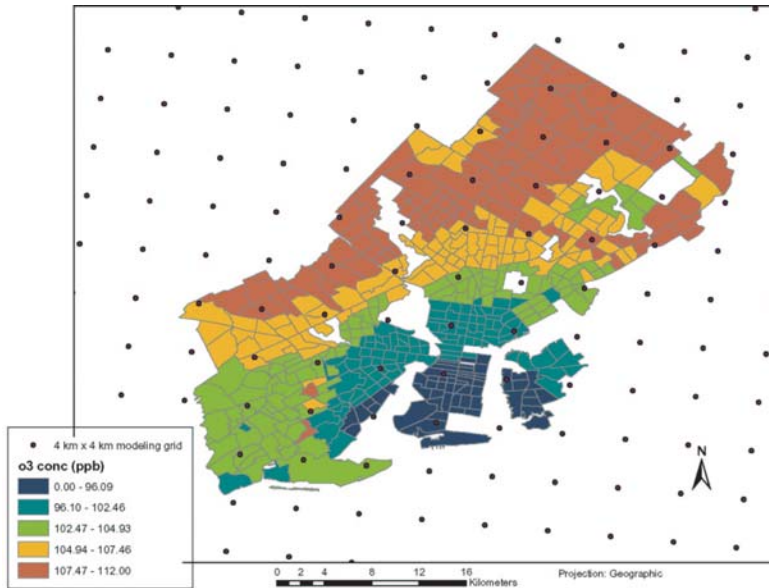 4 km x 4 km modeling grid
o3 conc (ppb)
0.00 - 96.09
96.10 - 102.46
102.47 - 104.93
104.94 - 107.46
107.47 - 112.00
N
0 2 4 8 12 16
Kilometers
Projection: Geographic